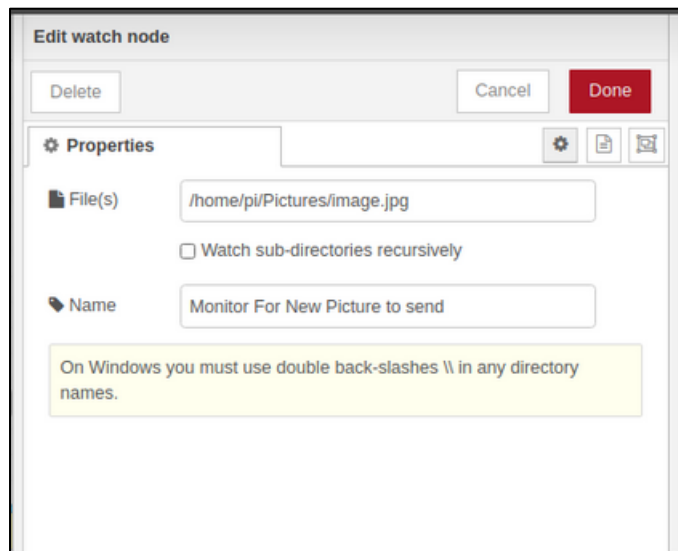 Edit watch node
Delete
Cancel
Done
Properties
File(s)
/home/pi/Pictures/image.jpg
Watch sub-directories recursively
Name
Monitor For New Picture to send
On Windows you must use double back-slashes \\ in any directory
names.